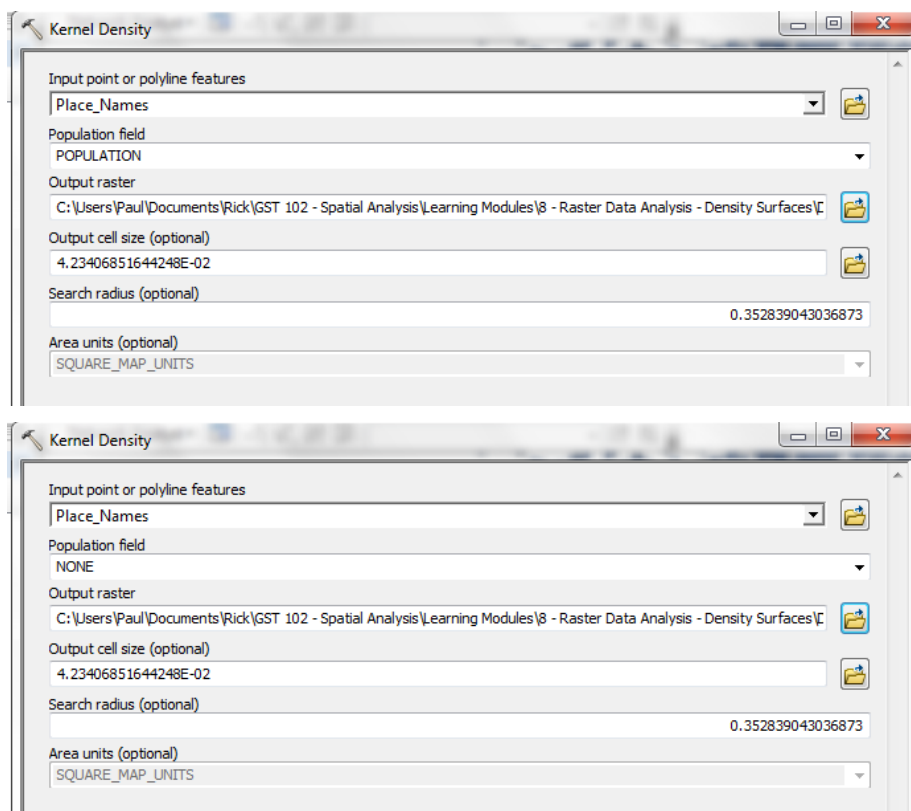 Kernel Density
Input point or polyline features
Place_Names
Population field
POPULATION
Output raster
C:\Users\Paul\Documents\Rick\GST 102 - Spatial Analysis\Learning Modules\8 - Raster Data Analysis - Density Surfaces\
Output cell size (optional)
4.23406851644248E-02
Search radius (optional)
0.352839043036873
Area units (optional)
SQUARE_MAP_UNITS
Kernel Density
Input point or polyline features
Place_Names
Population field
NONE
Output raster
C:\Users\Paul\Documents\Rick\GST 102 - Spatial Analysis\Learning Modules\8 - Raster Data Analysis - Density Surfaces\
Output cell size (optional)
4.23406851644248E-02
Search radius (optional)
0.352839043036873
Area units (optional)
SQUARE_MAP_UNITS